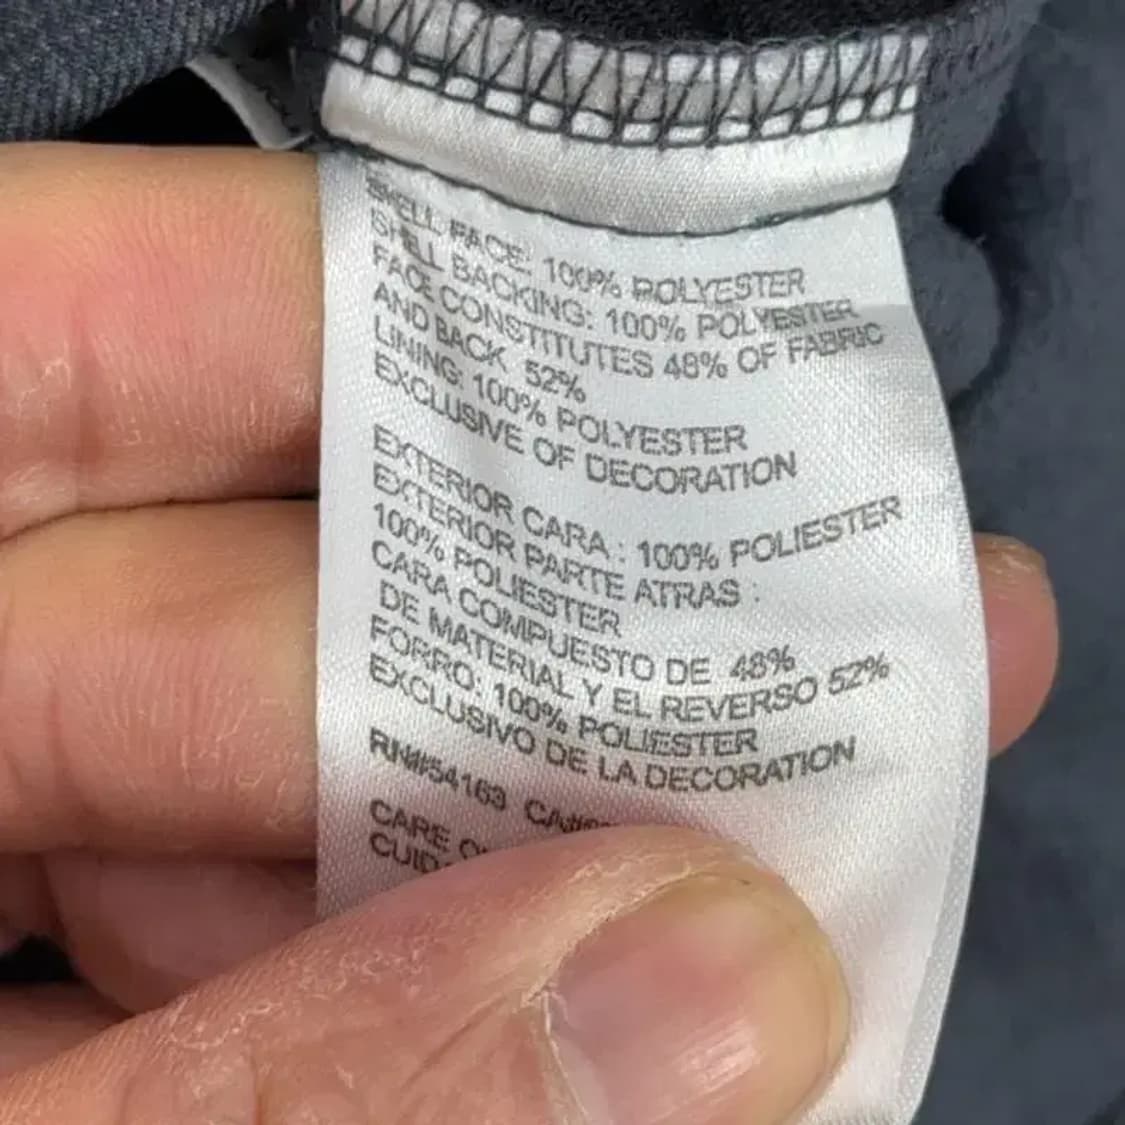 SHELL FACE: 100% POLYESTER
SHELL BACKING: 100% POLYESTER
FACE CONSTITUTES 48% OF FABRIC
AND BACK 52%
LINING: 100% POLYESTER
EXCLUSIVE OF DECORATION
EXTERIOR CARA : 100% POLIESTER
EXTERIOR PARTE ATRAS :
100% POLIESTER
CARA COMPUESTO DE 48%
DE MATERIAL Y EL REVERSO 52%
FORRO: 100% POLIESTER
EXCLUSIVO DE LA DECORATION
RN#54163 CA#
CARE